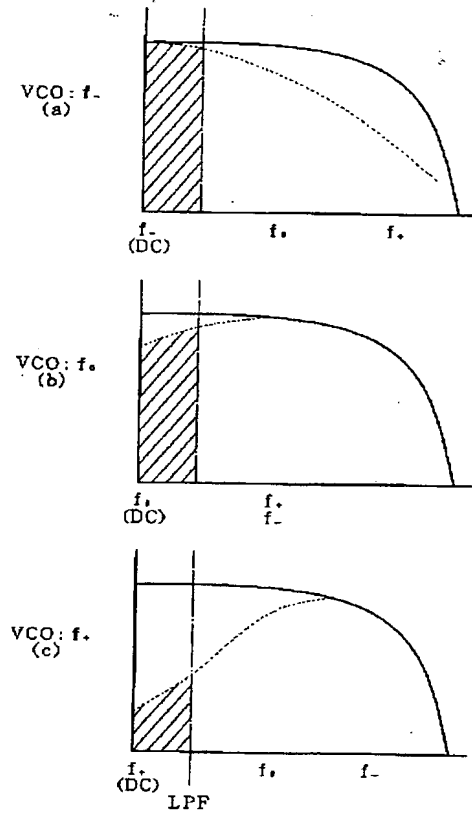 VCO: f₋
(a)
f₋ f₀ f₊
(DC)
VCO: f₀
(b)
f₀ f₊
(DC) f₋
VCO: f₊
(c)
f₊ f₀ f₋
(DC)
LPF